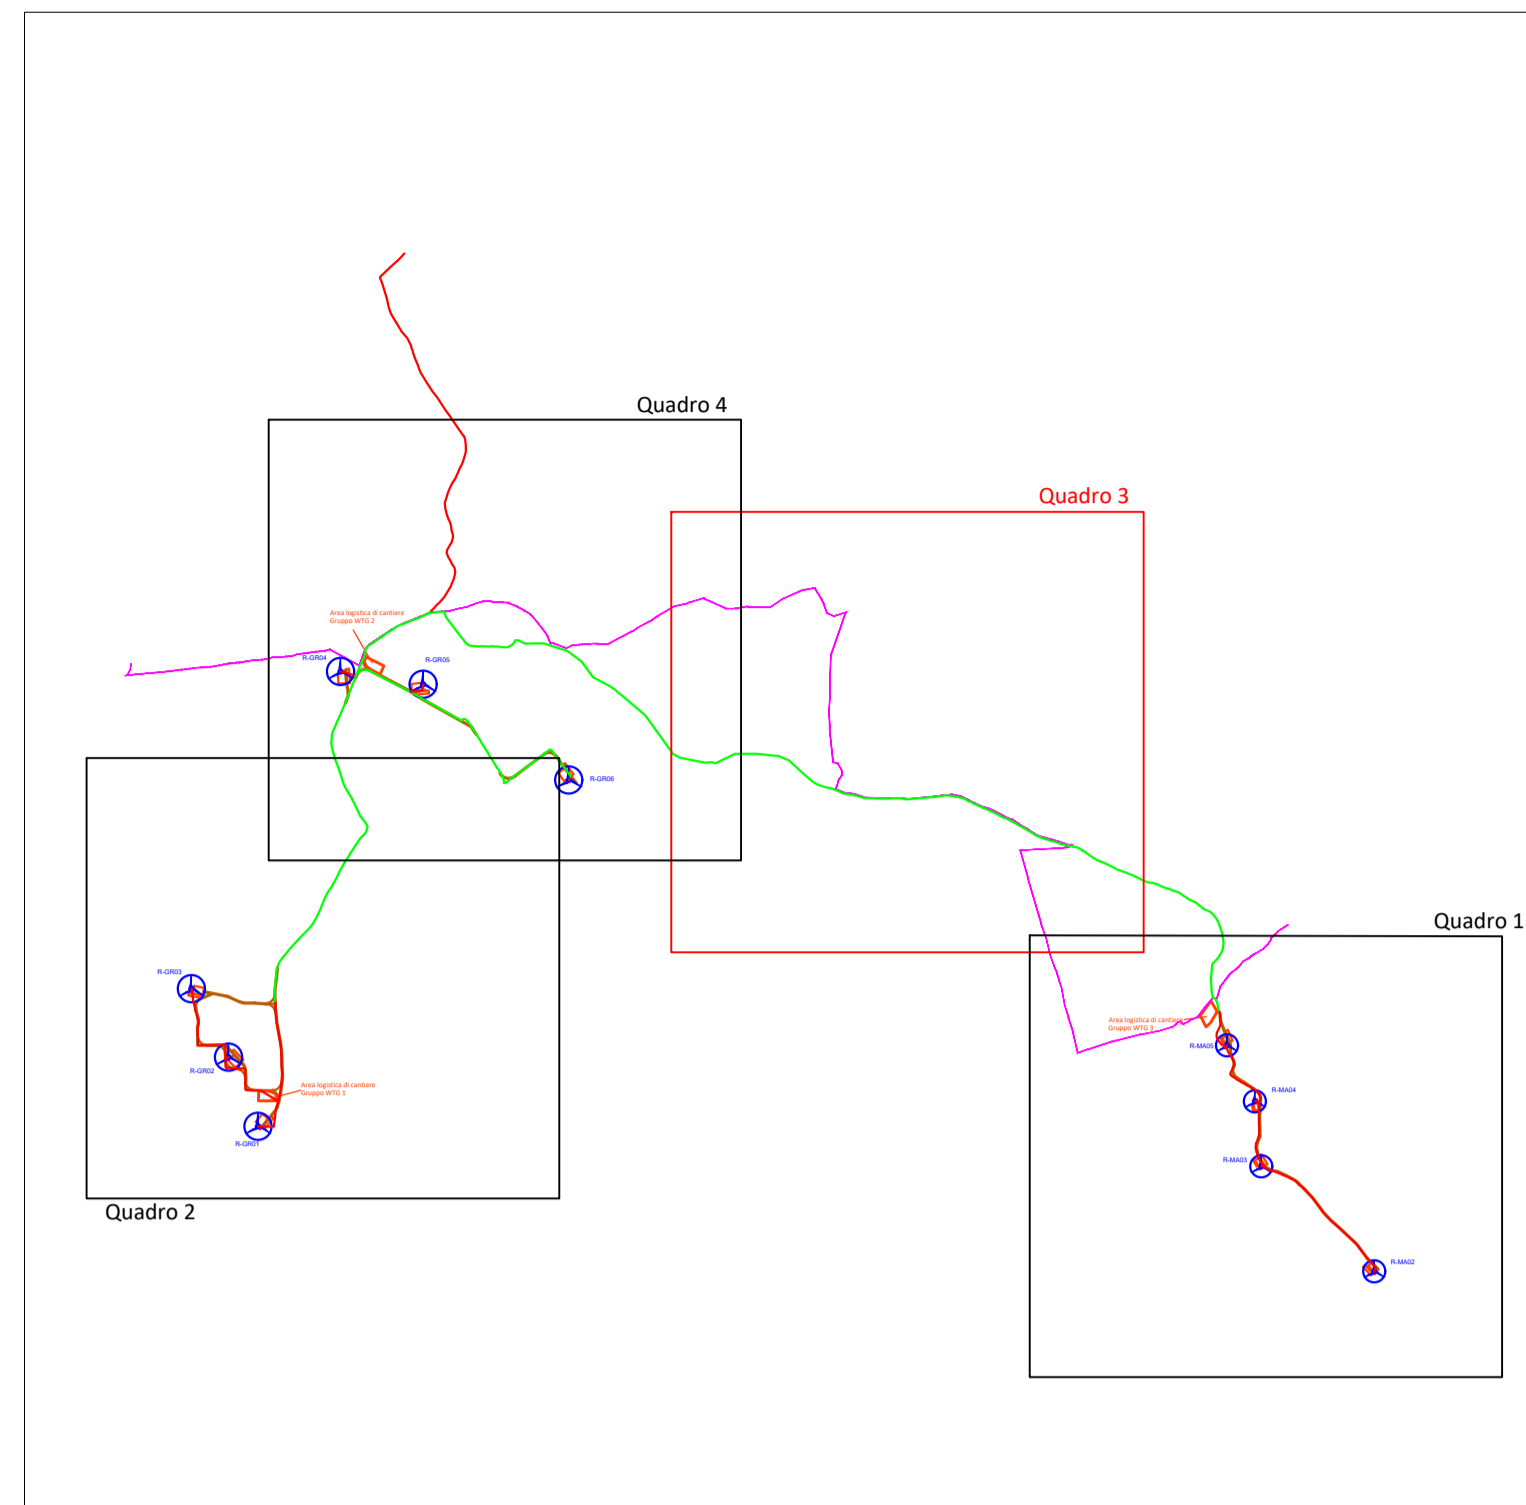 Quadro 4
Quadro 3
Area logistica di cantiere
Gruppo WTG 2
R-GR04
R-GR05
R-GR06
Quadro 1
R-GR03
Area logistica di cantiere
Gruppo WTG 3
R-MA05
R-GR02
Area logistica di cantiere
Gruppo WTG 1
R-MA04
R-GR01
R-MA03
Quadro 2
R-MA02